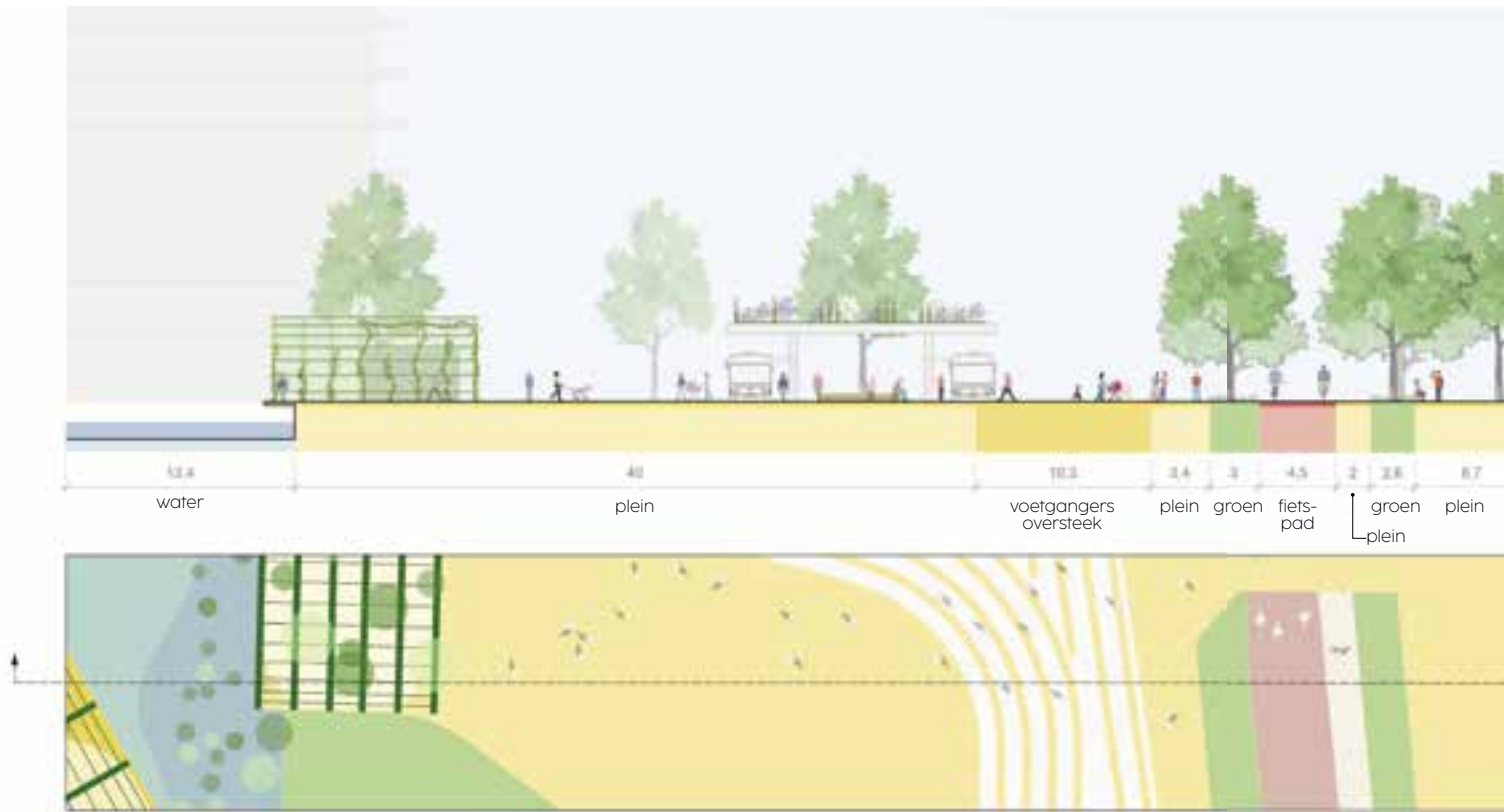 13,4 40 10,3 3,4 3 4,5 2 2,6 6,7
water plein voetgangers plein groen fiets- groen plein
oversteek pad
plein